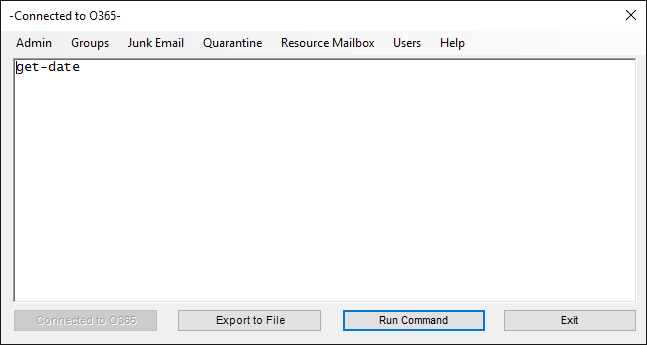 -Connected to O365-
Admin Groups Junk Email Quarantine Resource Mailbox Users Help
get-date
Connected to O365 Export to File Run Command Exit